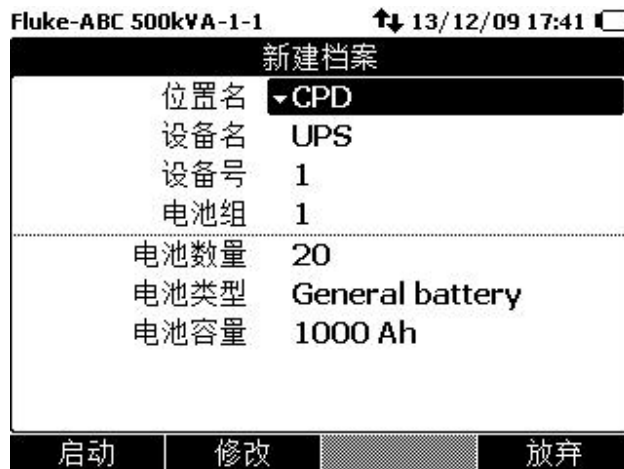 Fluke-ABC 500kVA-1-1 13/12/09 17:41
新建档案
位置名 CPD
设备名 UPS
设备号 1
电池组 1
电池数量 20
电池类型 General battery
电池容量 1000 Ah
启动 修改 放弃